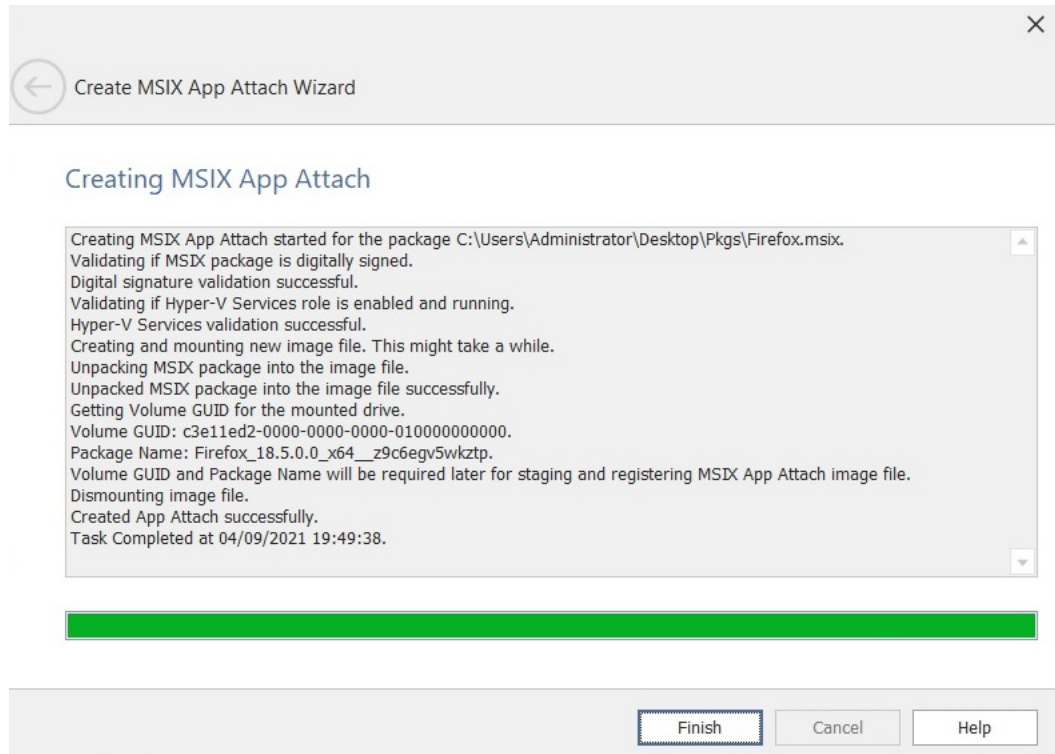 Create MSIX App Attach Wizard
Creating MSIX App Attach
Creating MSIX App Attach started for the package C:\Users\Administrator\Desktop\Pkgs\Firefox.msix.
Validating if MSIX package is digitally signed.
Digital signature validation successful.
Validating if Hyper-V Services role is enabled and running.
Hyper-V Services validation successful.
Creating and mounting new image file. This might take a while.
Unpacking MSIX package into the image file.
Unpacked MSIX package into the image file successfully.
Getting Volume GUID for the mounted drive.
Volume GUID: c3e11ed2-0000-0000-0000-010000000000.
Package Name: Firefox_18.5.0.0_x64__z9c6egv5wkztp.
Volume GUID and Package Name will be required later for staging and registering MSIX App Attach image file.
Dismounting image file.
Created App Attach successfully.
Task Completed at 04/09/2021 19:49:38.
Finish
Cancel
Help